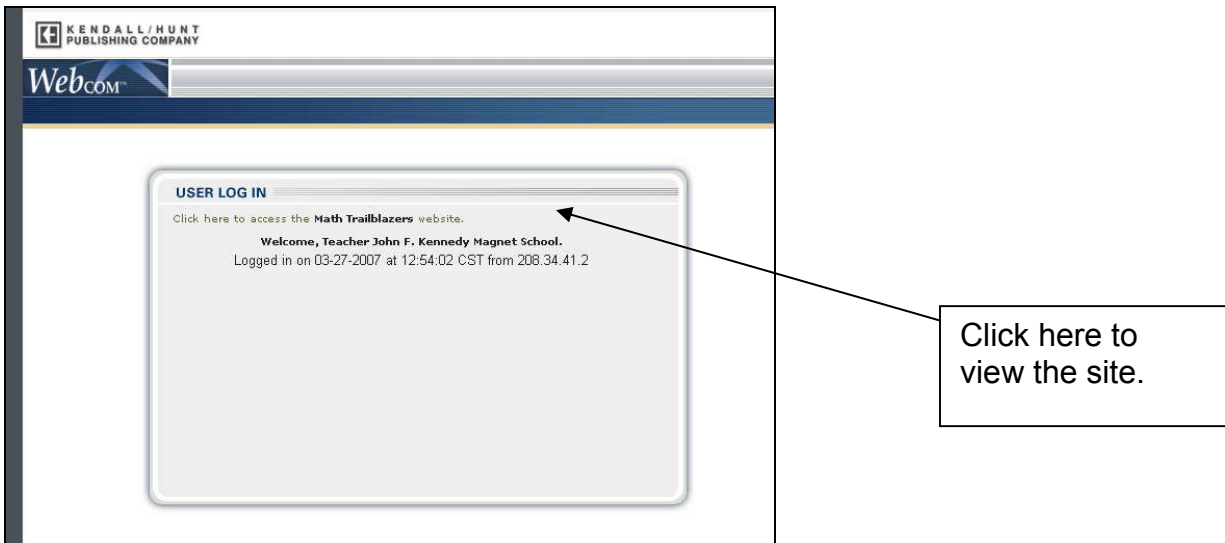 KENDALL/HUNT
PUBLISHING COMPANY
Webcom™
USER LOG IN
Click here to access the Math Trailblazers website.
Welcome, Teacher John F. Kennedy Magnet School.
Logged in on 03-27-2007 at 12:54:02 CST from 208.34.41.2
Click here to
view the site.